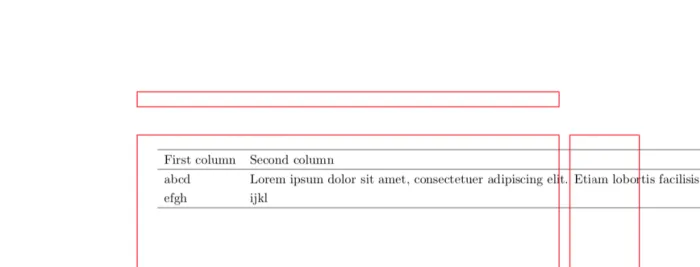 First column Second column
abcd Lorem ipsum dolor sit amet, consectetuer adipiscing elit. Etiam lobortis facilisis
efgh ijkl